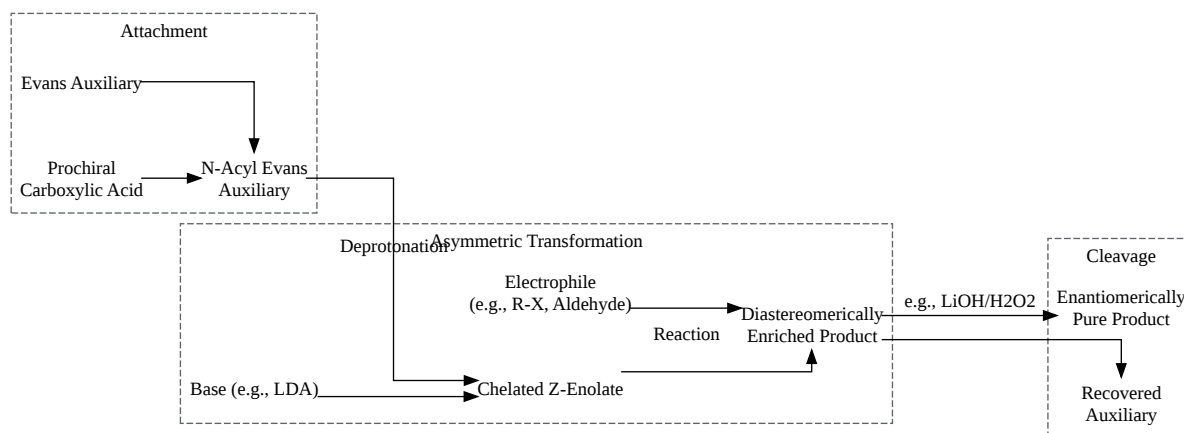 Attachment
Evans Auxiliary
Prochiral
Carboxylic Acid
N-Acyl Evans
Auxiliary
Deprotonation
Asymmetric Transformation
Electrophile
(e.g., R-X, Aldehyde)
Reaction
Diastereomerically
Enriched Product
Base (e.g., LDA)
Chelated Z-Enolate
e.g., LiOH/H2O2
Cleavage
Enantiomerically
Pure Product
Recovered
Auxiliary